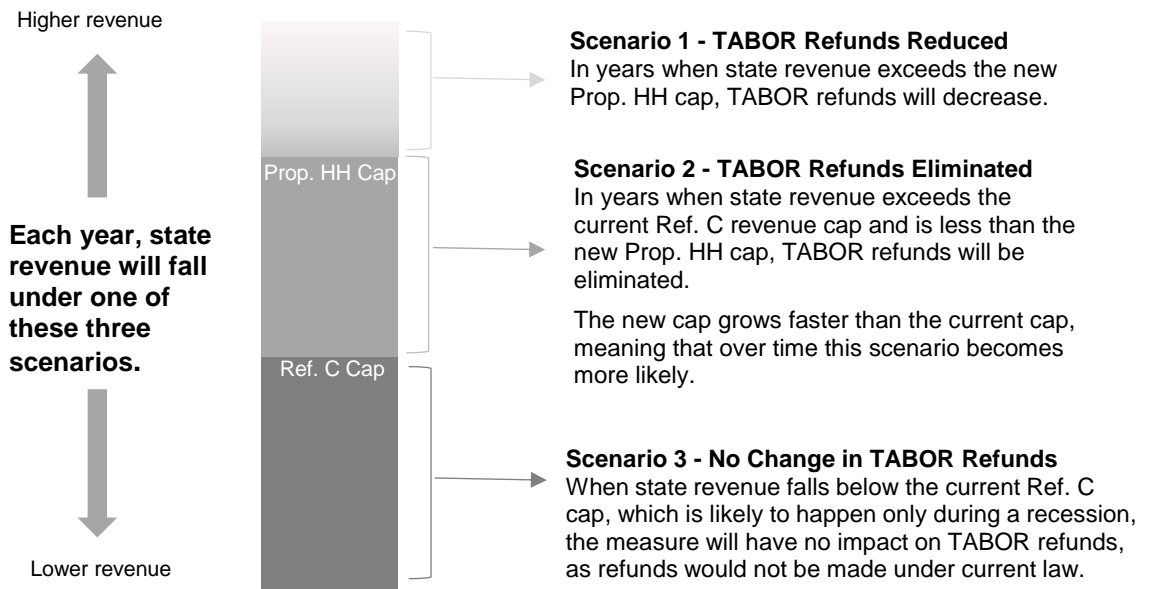 Higher revenue
Each year, state
revenue will fall
under one of
these three
scenarios.
Lower revenue
Prop. HH Cap
Ref. C Cap
Scenario 1 - TABOR Refunds Reduced
In years when state revenue exceeds the new
Prop. HH cap, TABOR refunds will decrease.
Scenario 2 - TABOR Refunds Eliminated
In years when state revenue exceeds the
current Ref. C revenue cap and is less than the
new Prop. HH cap, TABOR refunds will be
eliminated.
The new cap grows faster than the current cap,
meaning that over time this scenario becomes
more likely.
Scenario 3 - No Change in TABOR Refunds
When state revenue falls below the current Ref. C
cap, which is likely to happen only during a recession,
the measure will have no impact on TABOR refunds,
as refunds would not be made under current law.